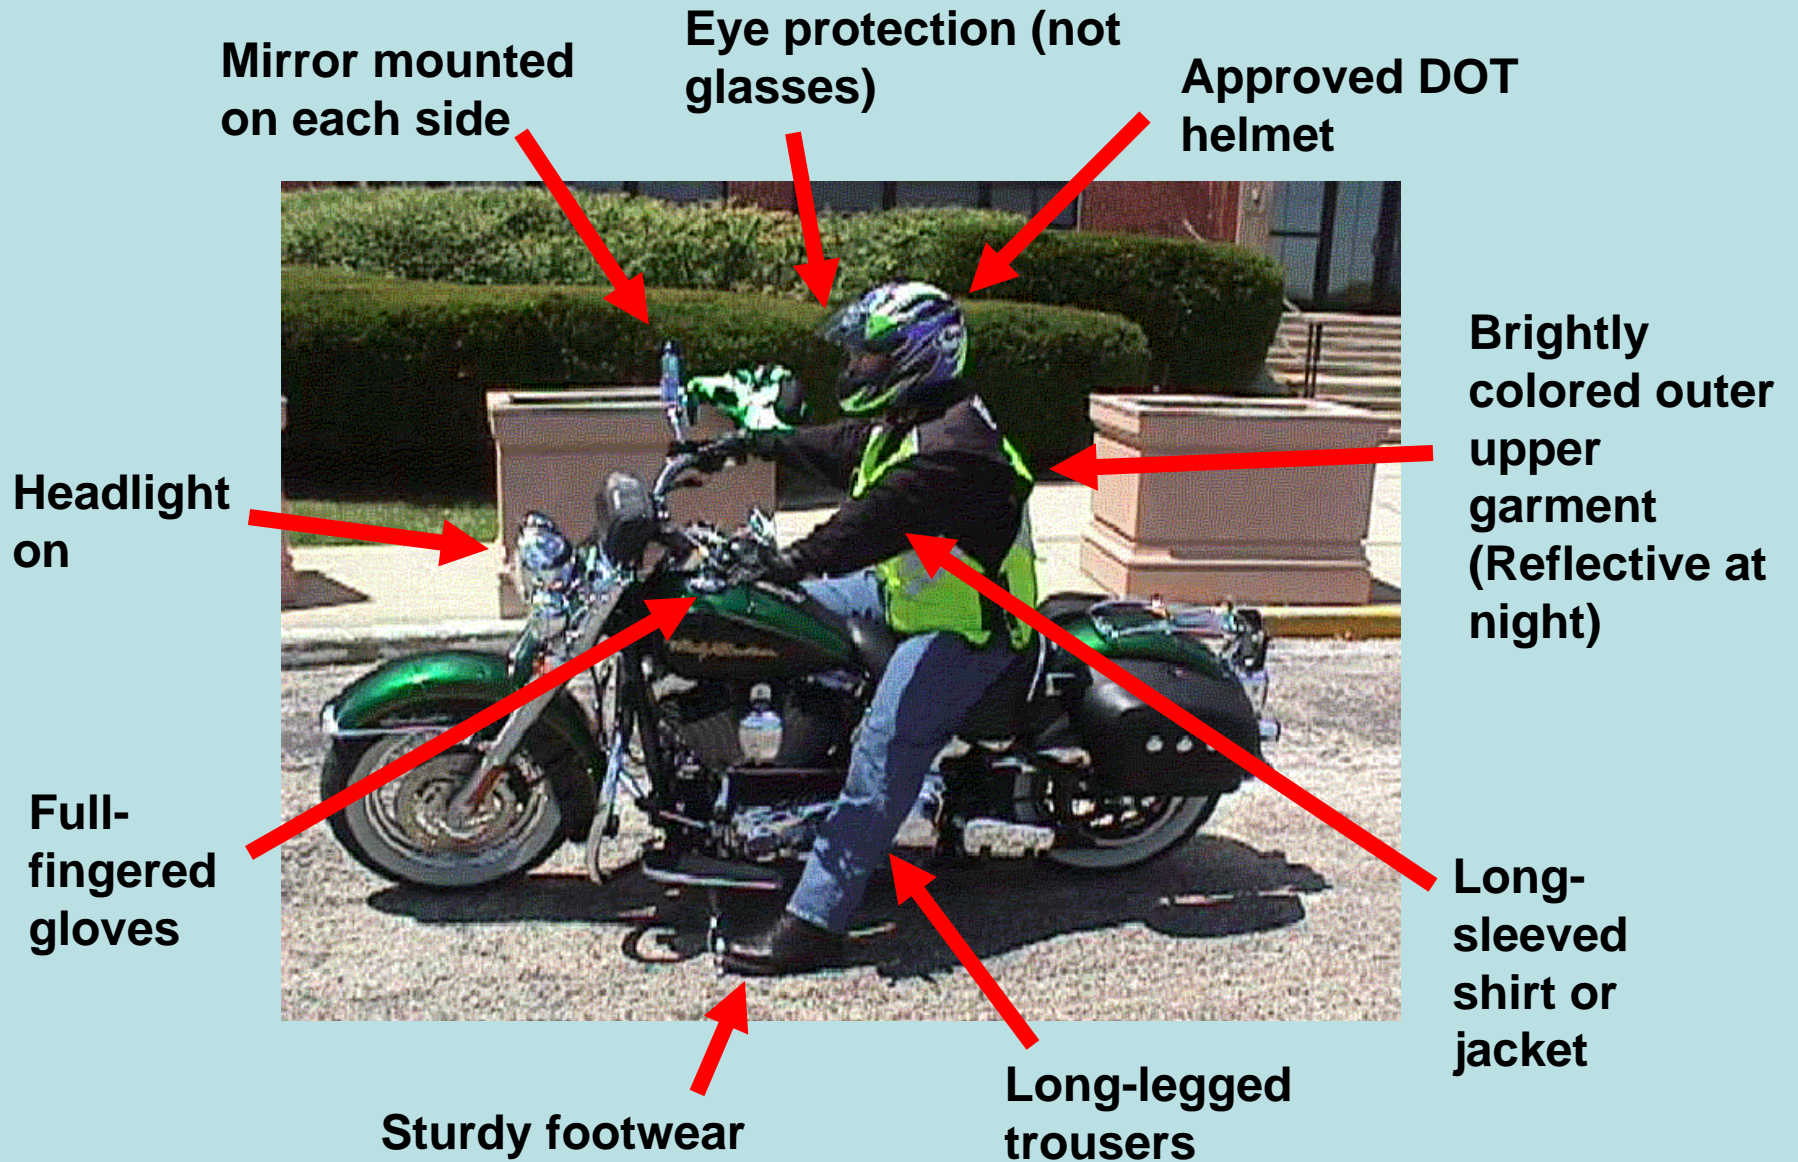 Eye protection (not
glasses)
Mirror mounted
on each side
Approved DOT
helmet
Brightly
colored outer
upper
garment
(Reflective at
night)
Headlight
on
Full-
fingered
gloves
Long-
sleeved
shirt or
jacket
Long-legged
trousers
Sturdy footwear